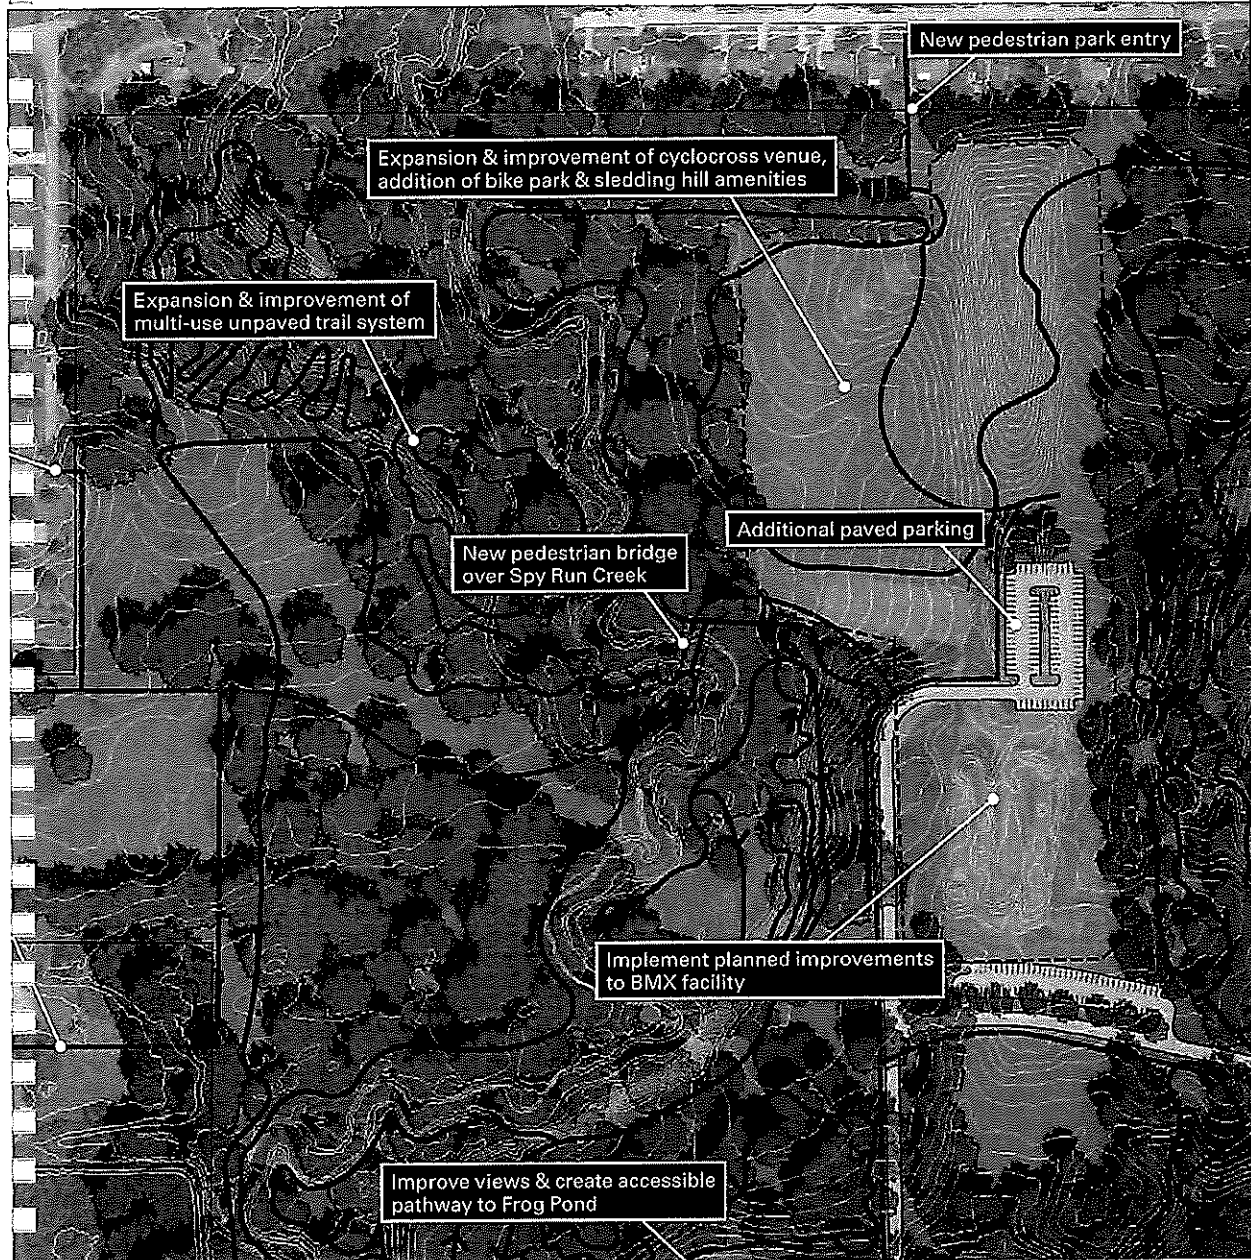 New pedestrian park entry
Expansion & improvement of cyclocross venue,
addition of bike park & sledding hill amenities
Expansion & improvement of
multi-use unpaved trail system
Additional paved parking
New pedestrian bridge
over Spy Run Creek
Implement planned improvements
to BMX facility
Improve views & create accessible
pathway to Frog Pond